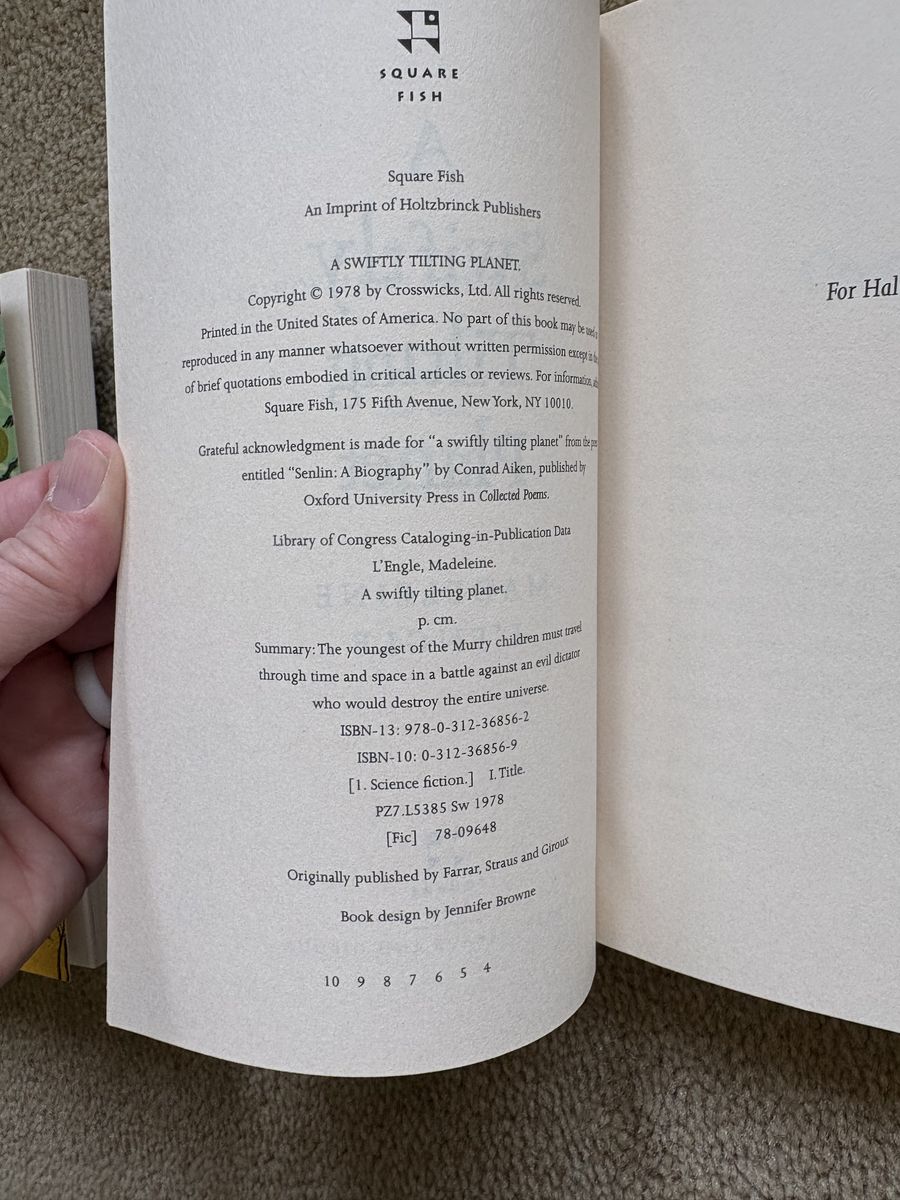 SQUARE
FISH
Square Fish
An Imprint of Holtzbrinck Publishers
A SWIFTLY TILTING PLANET.
Copyright © 1978 by Crosswicks, Ltd. All rights reserved.
Printed in the United States of America. No part of this book may be used
reproduced in any manner whatsoever without written permission except in
of brief quotations embodied in critical articles or reviews. For information,
Square Fish, 175 Fifth Avenue, New York, NY 10010.
Grateful acknowledgment is made for "a swiftly tilting planet" from the
entitled "Senlin: A Biography" by Conrad Aiken, published by
Oxford University Press in Collected Poems.
Library of Congress Cataloging-in-Publication Data
L'Engle, Madeleine.
A swiftly tilting planet.
p. cm.
Summary: The youngest of the Murry children must travel
through time and space in a battle against an evil dictator
who would destroy the entire universe.
ISBN-13: 978-0-312-36856-2
ISBN-10: 0-312-36856-9
[1. Science fiction.] I. Title.
PZ7.L5385 Sw 1978
[Fic] 78-09648
Originally published by Farrar, Straus and Giroux
Book design by Jennifer Browne
10 9 8 7 6 5 4
For Hal